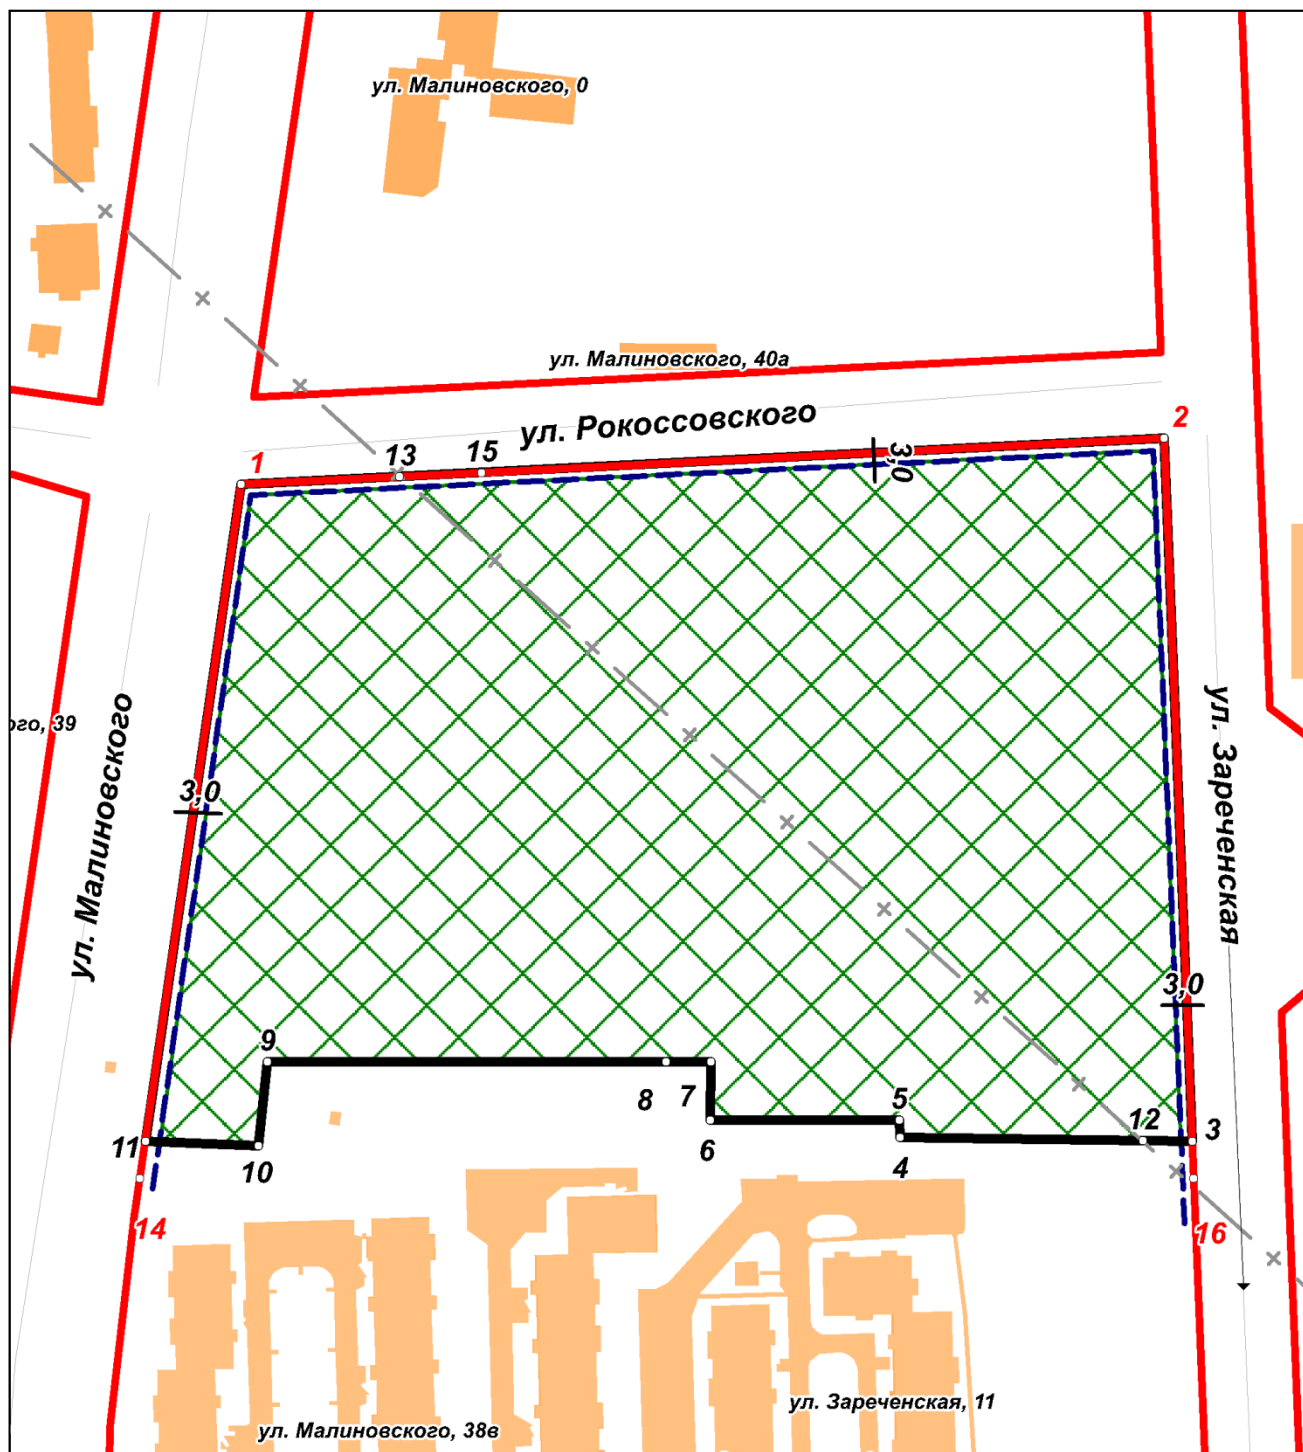 ул. Малиновского, 0
ул. Малиновского, 40а
ул. Рокоссовского
2
1
13
15
3,0
ого, 39
ул. Малиновского
3,0
ул. Зареченская
3,0
9
8
7
5
12
3
11
10
6
4
14
16
ул. Зареченская, 11
ул. Малиновского, 38в